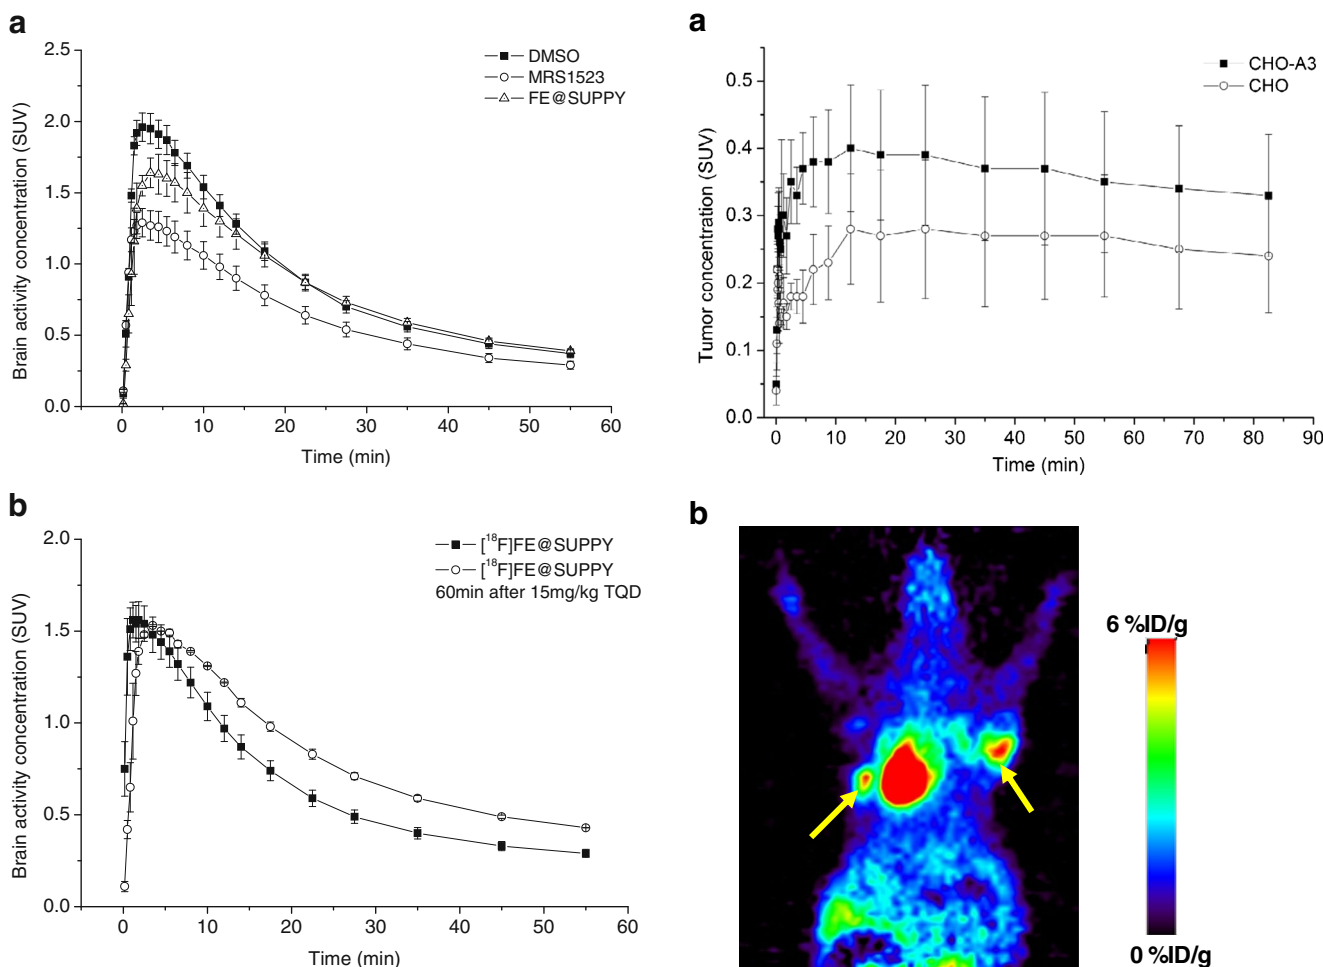 a
2.5
2.0
1.5
1.0
0.5
0.0
Brain activity concentration (SUV)
DMSO
MRS1523
FE@SUPPY
0 10 20 30 40 50 60
Time (min)
b
2.0
1.5
1.0
0.5
0.0
Brain activity concentration (SUV)
[¹⁸F]FE@SUPPY
[¹⁸F]FE@SUPPY
60min after 15mg/kg TQD
0 10 20 30 40 50 60
Time (min)
a
0.5
0.4
0.3
0.2
0.1
0.0
Tumor concentration (SUV)
CHO-A3
CHO
0 10 20 30 40 50 60 70 80 90
Time (min)
b
6 %ID/g
0 %ID/g